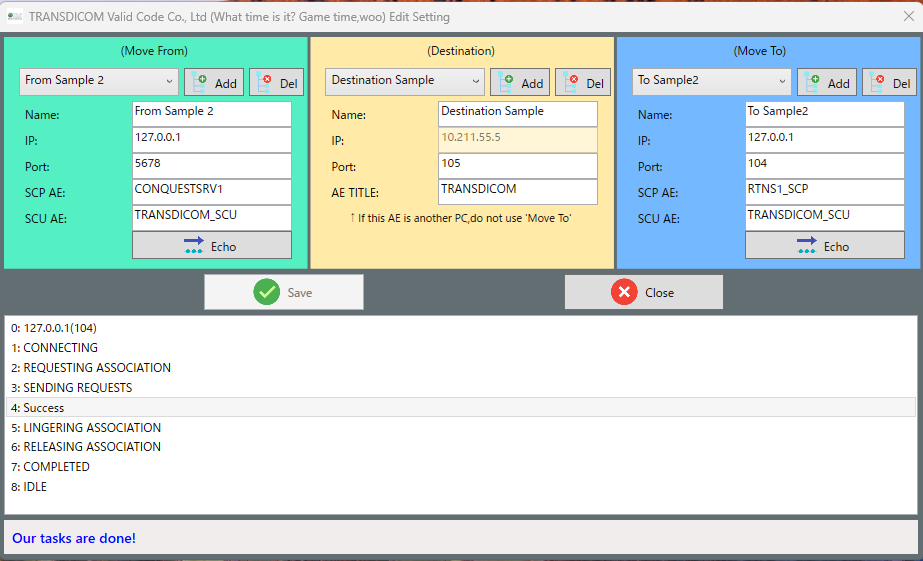 TRANSDICOM Valid Code Co., Ltd (What time is it? Game time,woo) Edit Setting
(Move From)
From Sample 2
Add
Del
Name:
From Sample 2
IP:
127.0.0.1
Port:
5678
SCP AE:
CONQUESTSRV1
SCU AE:
TRANSDICOM_SCU
Echo
(Destination)
Destination Sample
Add
Del
Name:
Destination Sample
IP:
10.211.55.5
Port:
105
AE TITLE:
TRANSDICOM
↑ If this AE is another PC,do not use 'Move To'
(Move To)
To Sample2
Add
Del
Name:
To Sample2
IP:
127.0.0.1
Port:
104
SCP AE:
RTNS1_SCP
SCU AE:
TRANSDICOM_SCU
Echo
Save
Close
0: 127.0.0.1(104)
1: CONNECTING
2: REQUESTING ASSOCIATION
3: SENDING REQUESTS
4: Success
5: LINGERING ASSOCIATION
6: RELEASING ASSOCIATION
7: COMPLETED
8: IDLE
Our tasks are done!